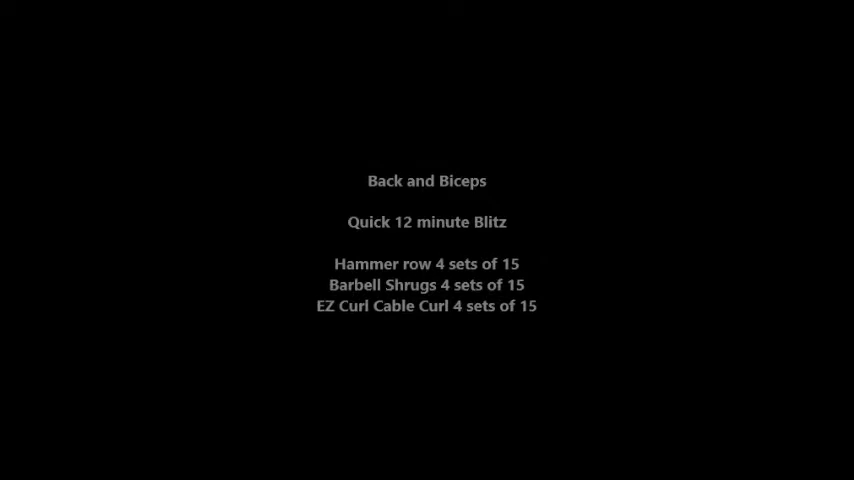 Back and Biceps
Quick 12 minute Blitz
Hammer row 4 sets of 15
Barbell Shrugs 4 sets of 15
EZ Curl Cable Curl 4 sets of 15